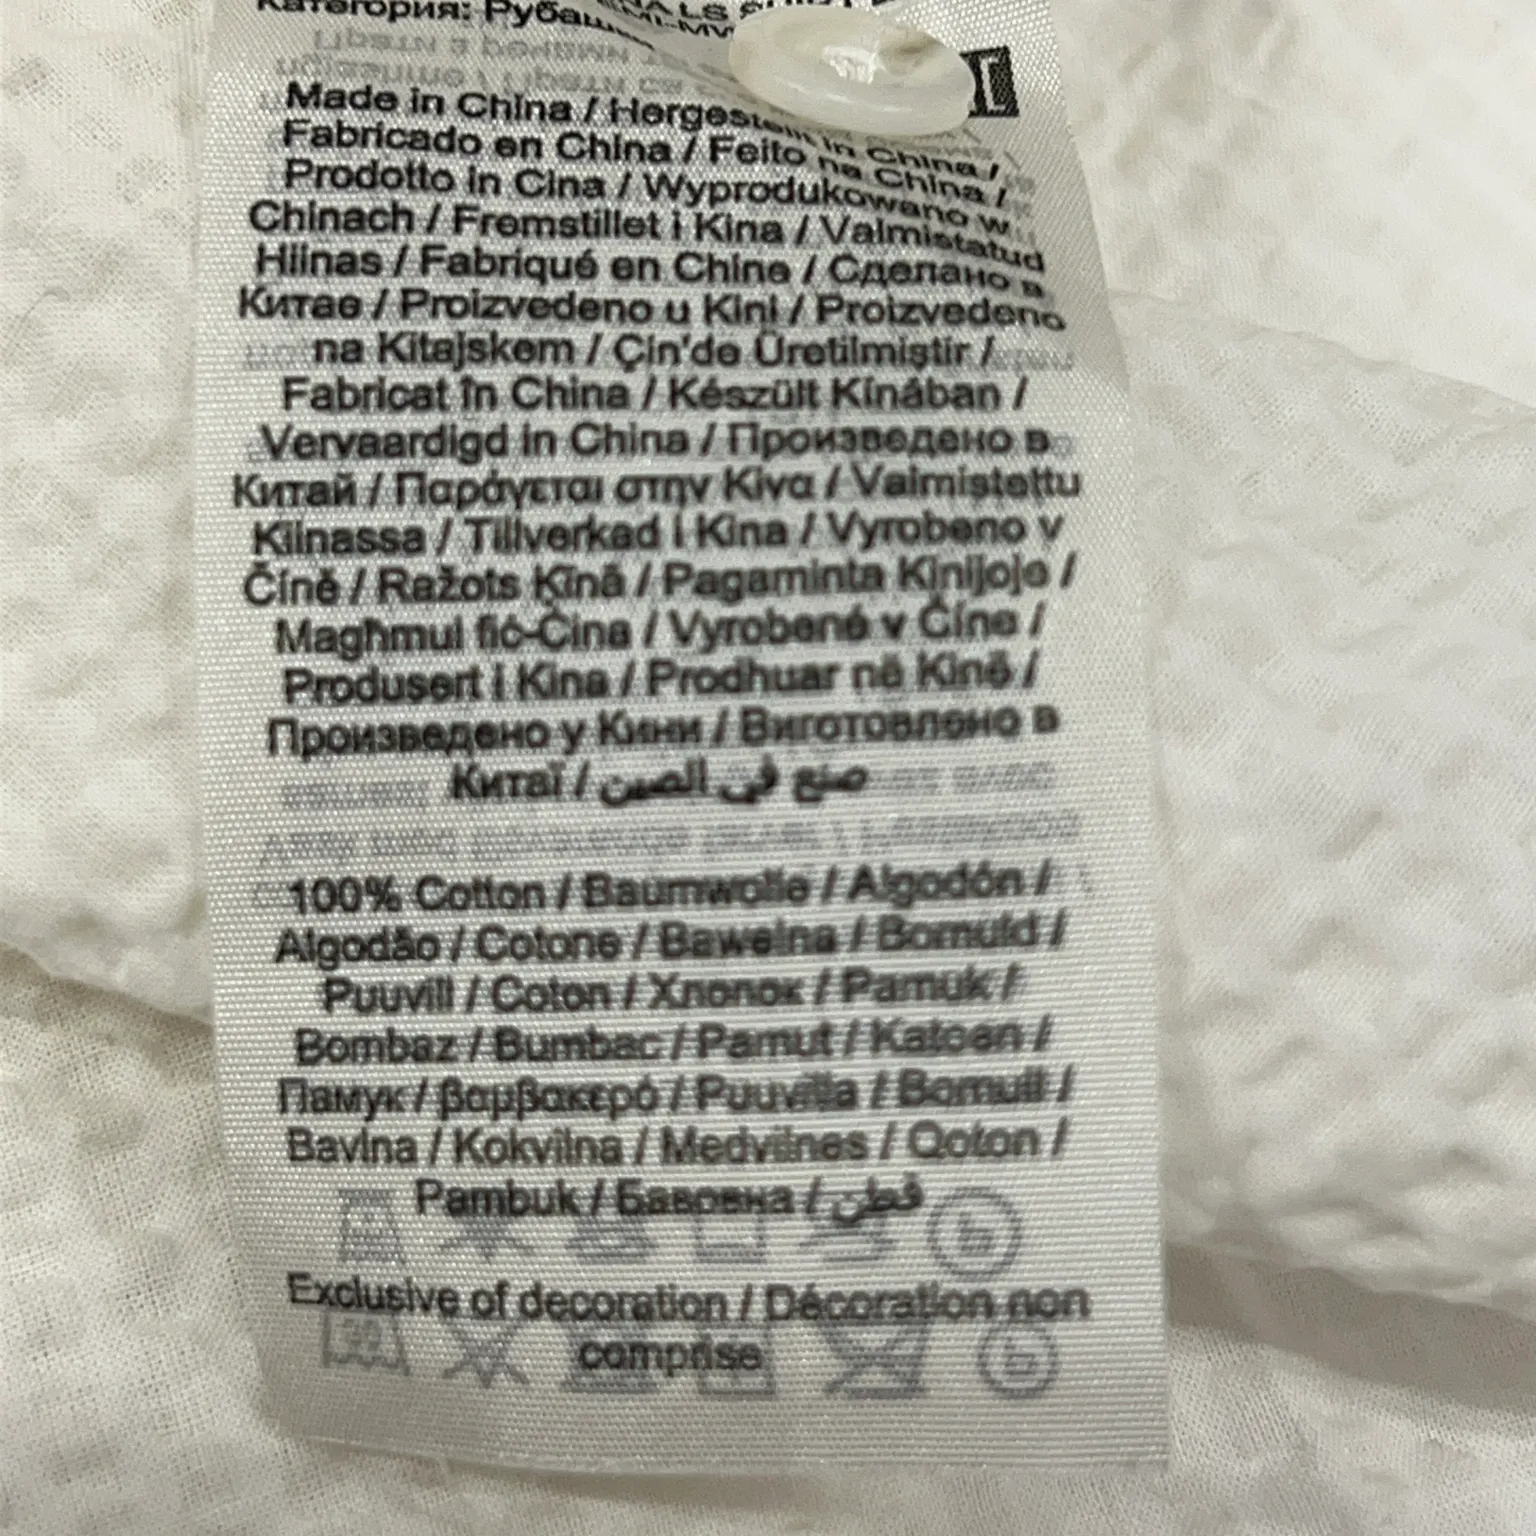 Категория:
Made in China / Hergestellt in China /
Fabricado en China / Feito na China /
Prodotto in Cina / Wyprodukowano w
Chinach / Fremstillet i Kina / Valmistatud
Hiinas / Fabriqué en Chine / Сделано в
Китае / Proizvedeno u Kini / Proizvedeno
na Kitajskem / Çin'de Üretilmiştir /
Fabricat în China / Készült Kínában /
Vervaardigd in China / Произведено в
Китай / Παράγεται στην Κίνα / Valmistettu
Kiinassa / Tillverkad i Kina / Vyrobeno v
Číně / Ražots Ķīnā / Pagaminta Kinijoje /
Magħmul fiċ-Ċina / Vyrobené v Číne /
Produsert i Kina / Prodhuar në Kinë /
Произведено у Кини / Виготовлено в
Китаї / صنع في الصين
100% Cotton / Baumwolle / Algodón /
Algodão / Cotone / Bawełna / Bomuld /
Puuvill / Coton / Хлопок / Pamuk /
Bombaž / Bumbac / Pamut / Katoen /
Памук / βαμβακερό / Puuvilla / Bomull /
Bavlna / Kokvilna / Medvilnės / Qoton /
Pambuk / Бавовна / قطن
Exclusive of decoration / Décoration non
comprise